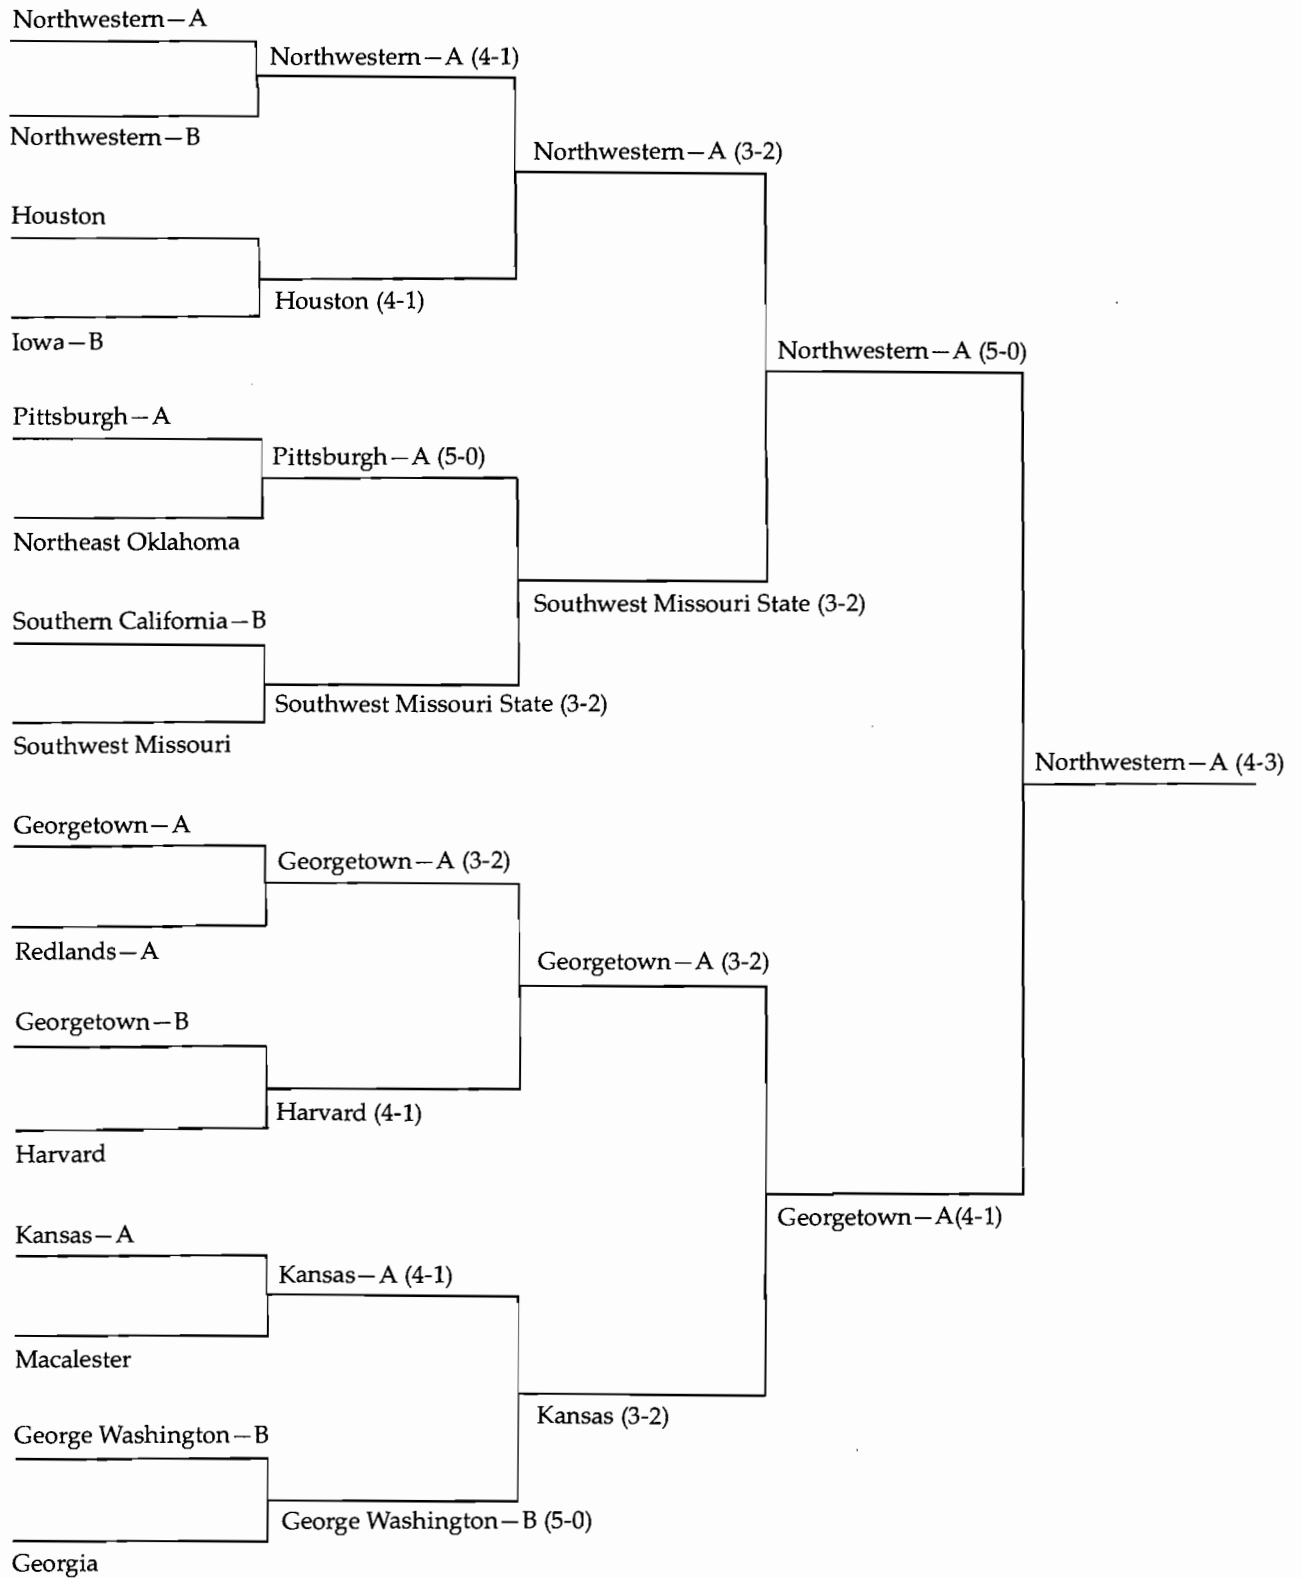 Northwestern—A
Northwestern—A (4-1)
Northwestern—B
Northwestern—A (3-2)
Houston
Houston (4-1)
Iowa—B
Northwestern—A (5-0)
Pittsburgh—A
Pittsburgh—A (5-0)
Northeast Oklahoma
Southwest Missouri State (3-2)
Southern California—B
Southwest Missouri State (3-2)
Southwest Missouri
Northwestern—A (4-3)
Georgetown—A
Georgetown—A (3-2)
Redlands—A
Georgetown—A (3-2)
Georgetown—B
Harvard (4-1)
Harvard
Georgetown—A(4-1)
Kansas—A
Kansas—A (4-1)
Macalester
Kansas (3-2)
George Washington—B
George Washington—B (5-0)
Georgia